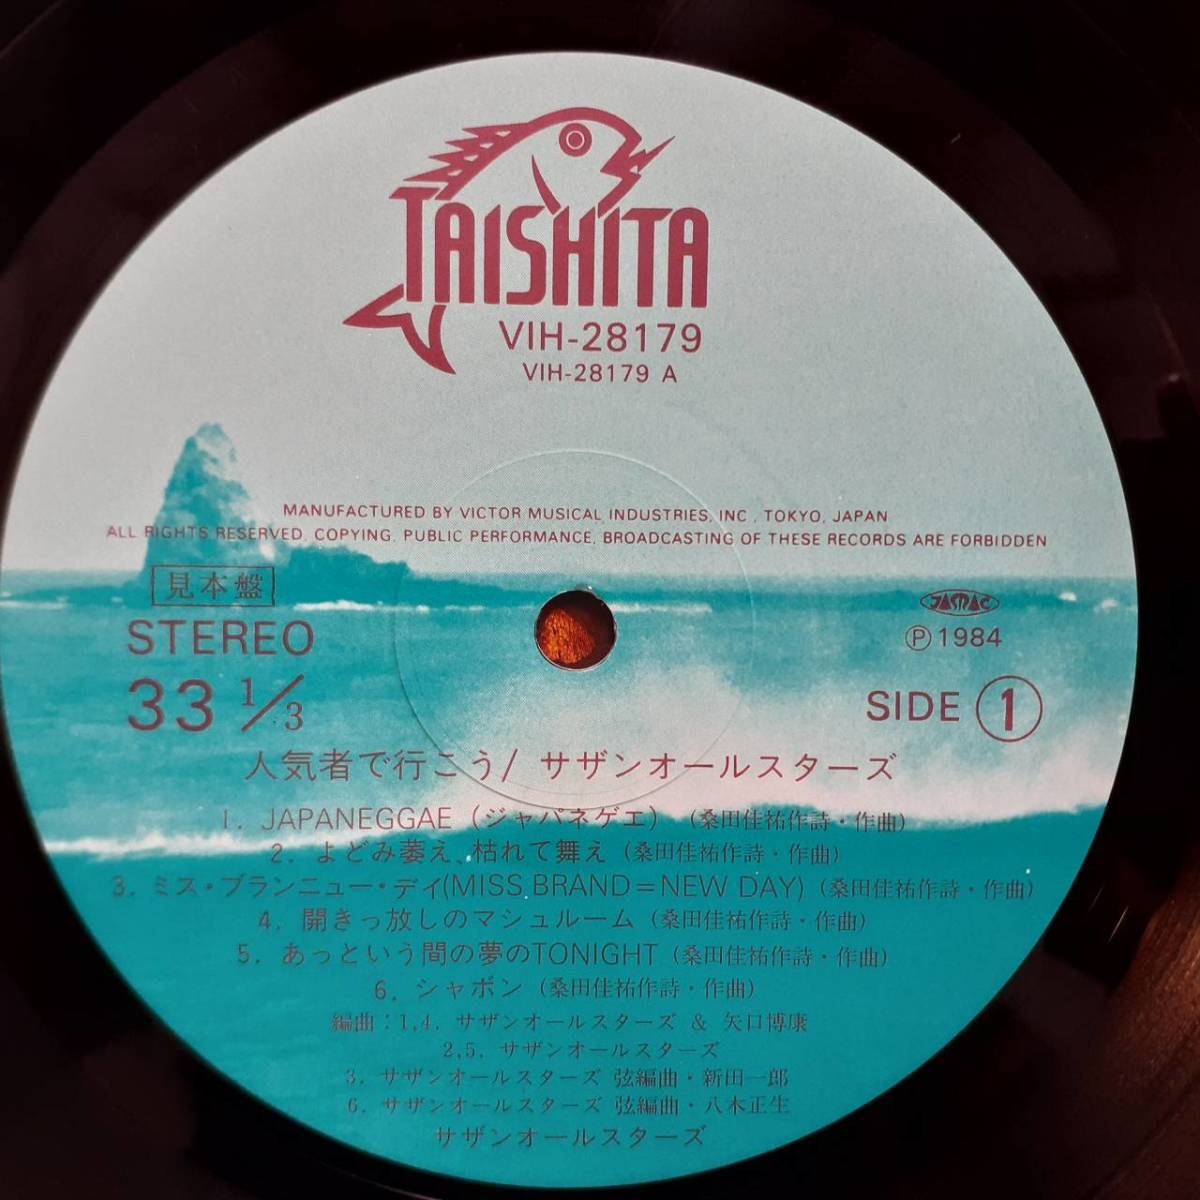 TAISHITA
VIH-28179
VIH-28179 A
MANUFACTURED BY VICTOR MUSICAL INDUSTRIES, INC., TOKYO, JAPAN
ALL RIGHTS RESERVED. COPYING, PUBLIC PERFORMANCE, BROADCASTING OF THESE RECORDS ARE FORBIDDEN
見本盤
STEREO
33 1/3
JASRAC
Ⓟ1984
SIDE ①
人気者で行こう/ サザンオールスターズ
1. JAPANEGGAE (ジャパネゲエ) (桑田佳祐作詩・作曲)
2. よどみ萎え、枯れて舞え (桑田佳祐作詩・作曲)
3. ミス・ブランニュー・デイ(MISS BRAND=NEW DAY) (桑田佳祐作詩・作曲)
4. 開きっ放しのマシュルーム (桑田佳祐作詩・作曲)
5. あっという間の夢のTONIGHT (桑田佳祐作詩・作曲)
6. シャボン (桑田佳祐作詩・作曲)
編曲:1,4. サザンオールスターズ & 矢口博康
2,5. サザンオールスターズ
3. サザンオールスターズ 弦編曲・新田一郎
6. サザンオールスターズ 弦編曲・八木正生
サザンオールスターズ